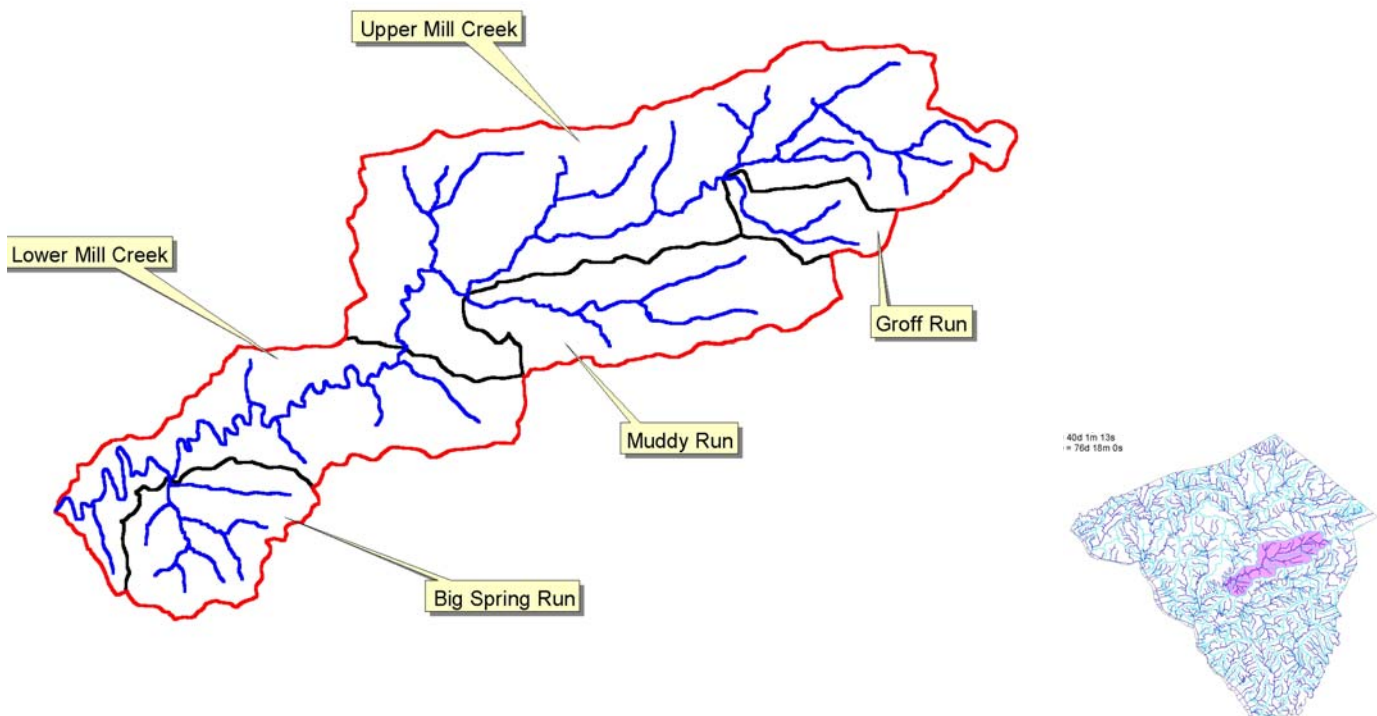 Upper Mill Creek
Lower Mill Creek
Groff Run
Muddy Run
Big Spring Run
40d 1m 13s
= 76d 18m 0s